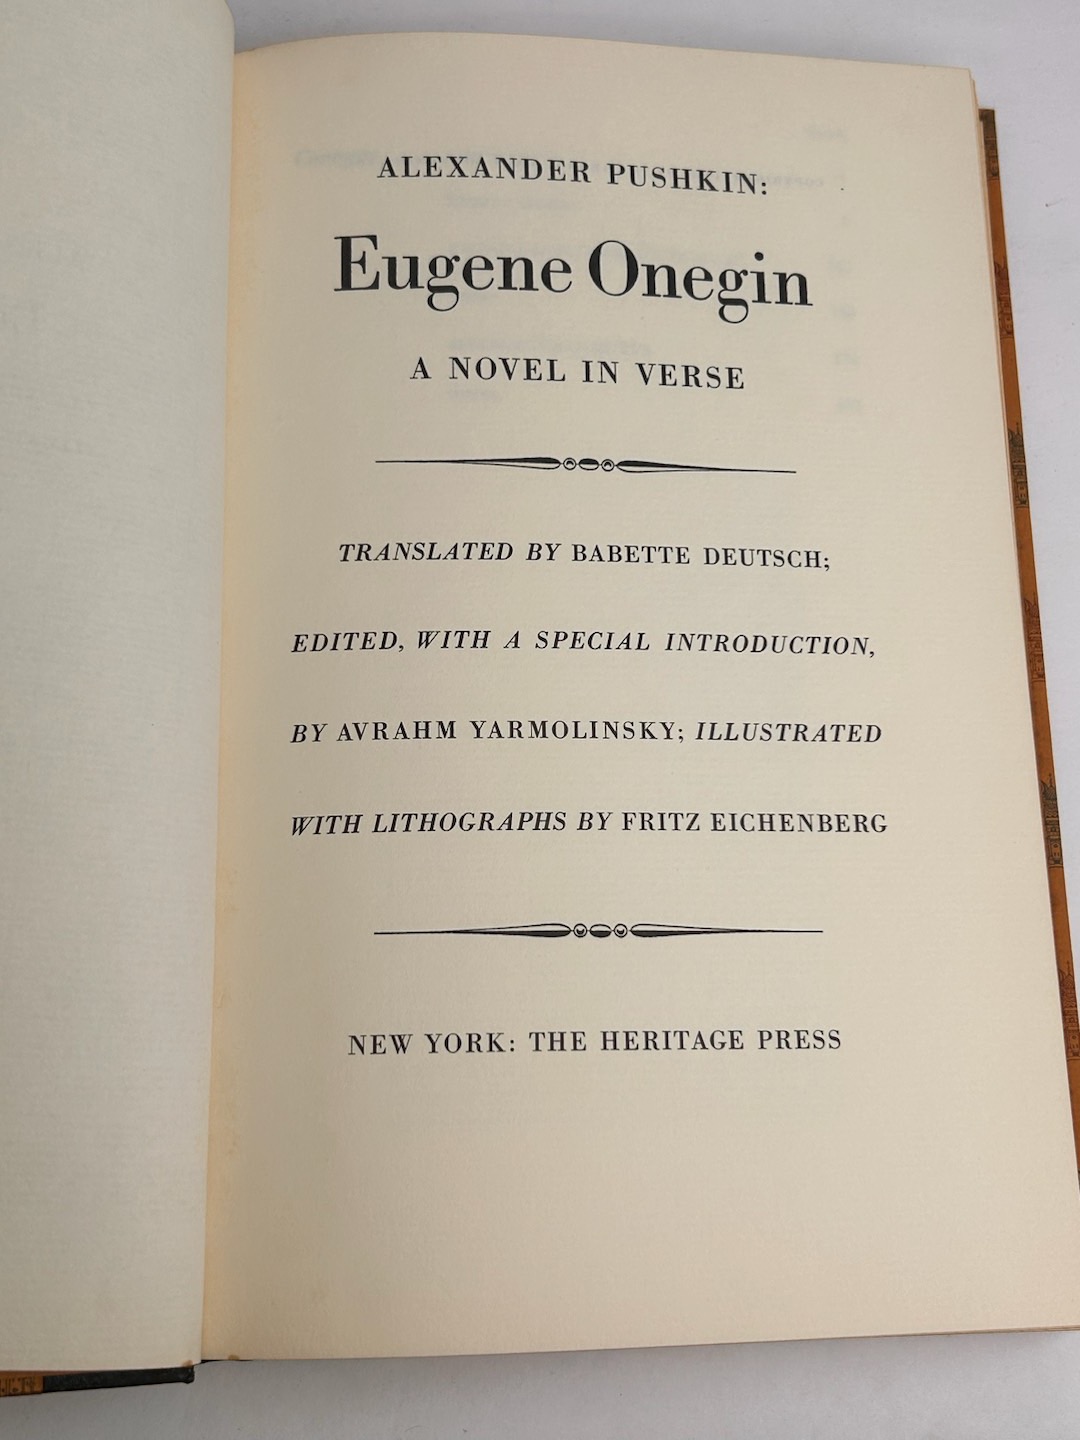 ALEXANDER PUSHKIN:
Eugene Onegin
A NOVEL IN VERSE
TRANSLATED BY BABETTE DEUTSCH;
EDITED, WITH A SPECIAL INTRODUCTION,
BY AVRAHM YARMOLINSKY; ILLUSTRATED
WITH LITHOGRAPHS BY FRITZ EICHENBERG
NEW YORK: THE HERITAGE PRESS